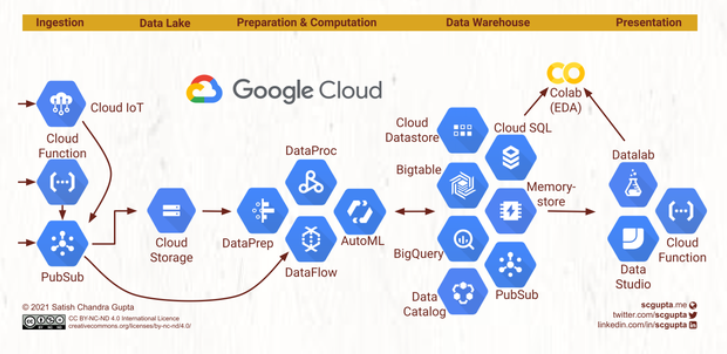 Ingestion
Data Lake
Preparation & Computation
Data Warehouse
Presentation
Google Cloud
CO
Colab
(EDA)
Cloud IoT
Cloud
Function
PubSub
Cloud
Storage
DataProc
DataPrep
AutoML
DataFlow
Cloud
Datastore
Cloud SQL
Bigtable
Memory-
store
BigQuery
PubSub
Data
Catalog
Datalab
Cloud
Function
Data
Studio
© 2021 Satish Chandra Gupta
CC BY-NC-ND 4.0 International Licence
creativecommons.org/licenses/by-nc-nd/4.0/
scgupta.me
twitter.com/scgupta
linkedin.com/in/scgupta